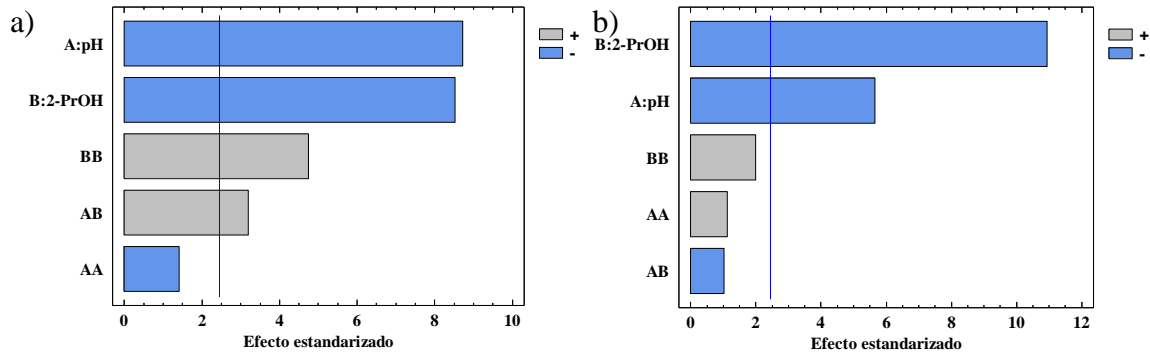 a)
A:pH
B:2-PrOH
BB
AB
AA
0 2 4 6 8 10
Efecto estandarizado
+
-
b)
B:2-PrOH
A:pH
BB
AA
AB
0 2 4 6 8 10 12
Efecto estandarizado
+
-